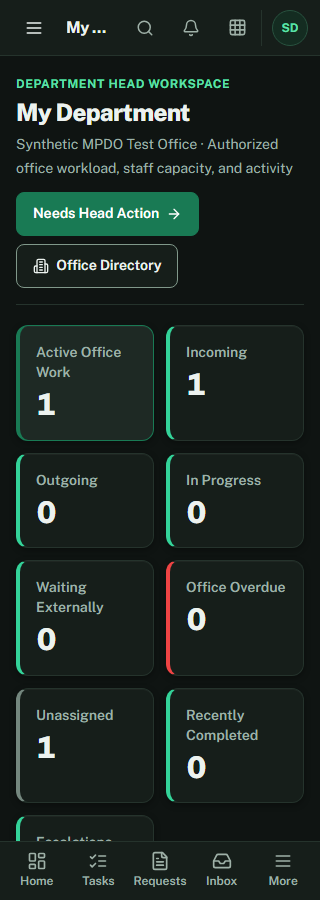 My ...
SD
DEPARTMENT HEAD WORKSPACE
My Department
Synthetic MPDO Test Office · Authorized
office workload, staff capacity, and activity
Needs Head Action →
Office Directory
Active Office
Work
1
Incoming
1
Outgoing
0
In Progress
0
Waiting
Externally
0
Office Overdue
0
Unassigned
1
Recently
Completed
0
Escalations
Home
Tasks
Requests
Inbox
More